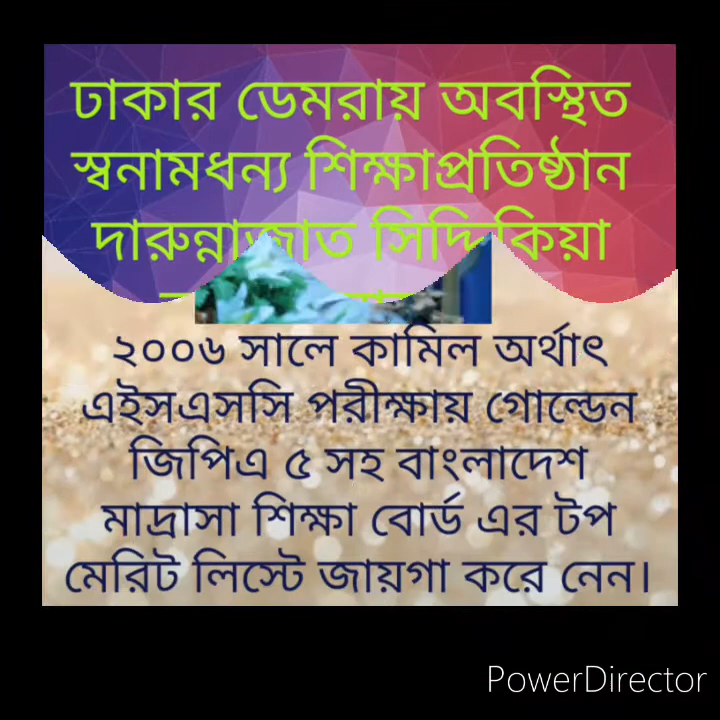 ঢাকার ডেমরায় অবস্থিত
স্বনামধন্য শিক্ষাপ্রতিষ্ঠান
দারুন্নাজাত সিদ্দিকিয়া
২০০৬ সালে কামিল অর্থাৎ
এইসএসসি পরীক্ষায় গোল্ডেন
জিপিএ ৫ সহ বাংলাদেশ
মাদ্রাসা শিক্ষা বোর্ড এর টপ
মেরিট লিস্টে জায়গা করে নেন।
PowerDirector